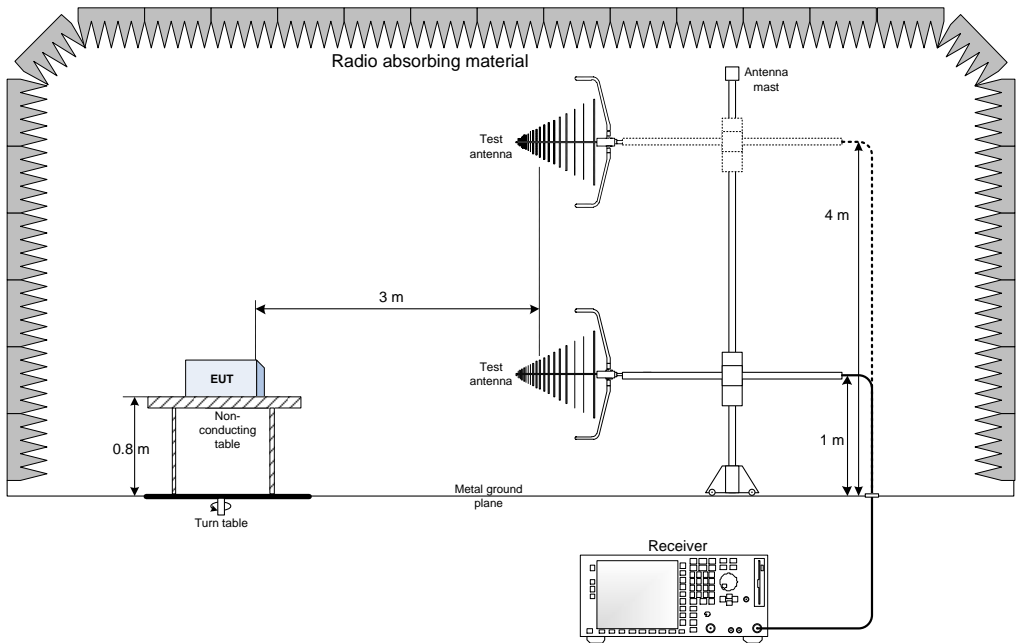 Radio absorbing material
Antenna
mast
Test
antenna
4 m
3 m
Test
antenna
EUT
Non-
conducting
table
0.8 m
1 m
Metal ground
plane
Turn table
Receiver